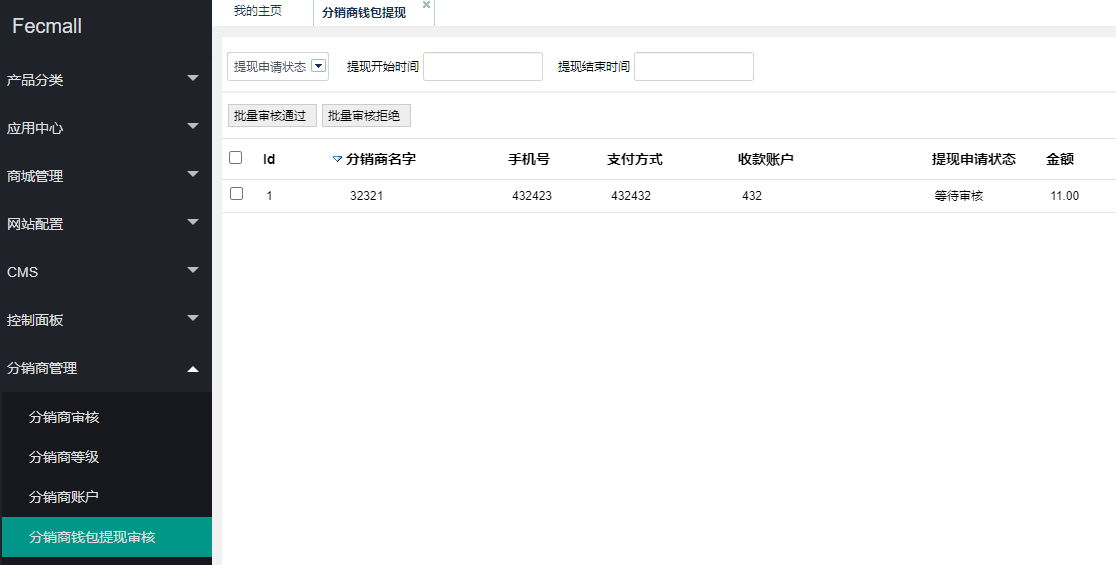 Fecmall
产品分类
应用中心
商城管理
网站配置
CMS
控制面板
分销商管理
分销商审核
分销商等级
分销商账户
分销商钱包提现审核
我的主页 分销商钱包提现
提现申请状态 提现开始时间 提现结束时间
批量审核通过 批量审核拒绝
Id 分销商名字 手机号 支付方式 收款账户 提现申请状态 金额
1 32321 432423 432432 432 等待审核 11.00